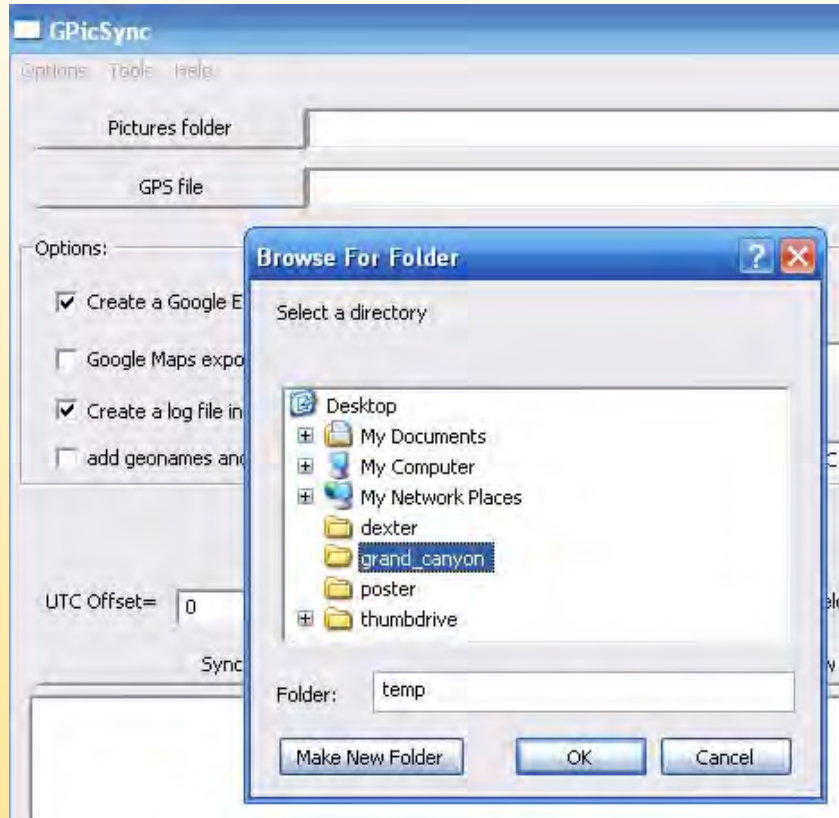 GPicSync
Options Tools Help
Pictures folder
GPS file
Options:
Create a Google E
Google Maps expo
Create a log file in
add geonames and
UTC Offset= 0
Sync
Browse For Folder
Select a directory
Desktop
My Documents
My Computer
My Network Places
dexter
grand_canyon
poster
thumbdrive
Folder: temp
Make New Folder OK Cancel